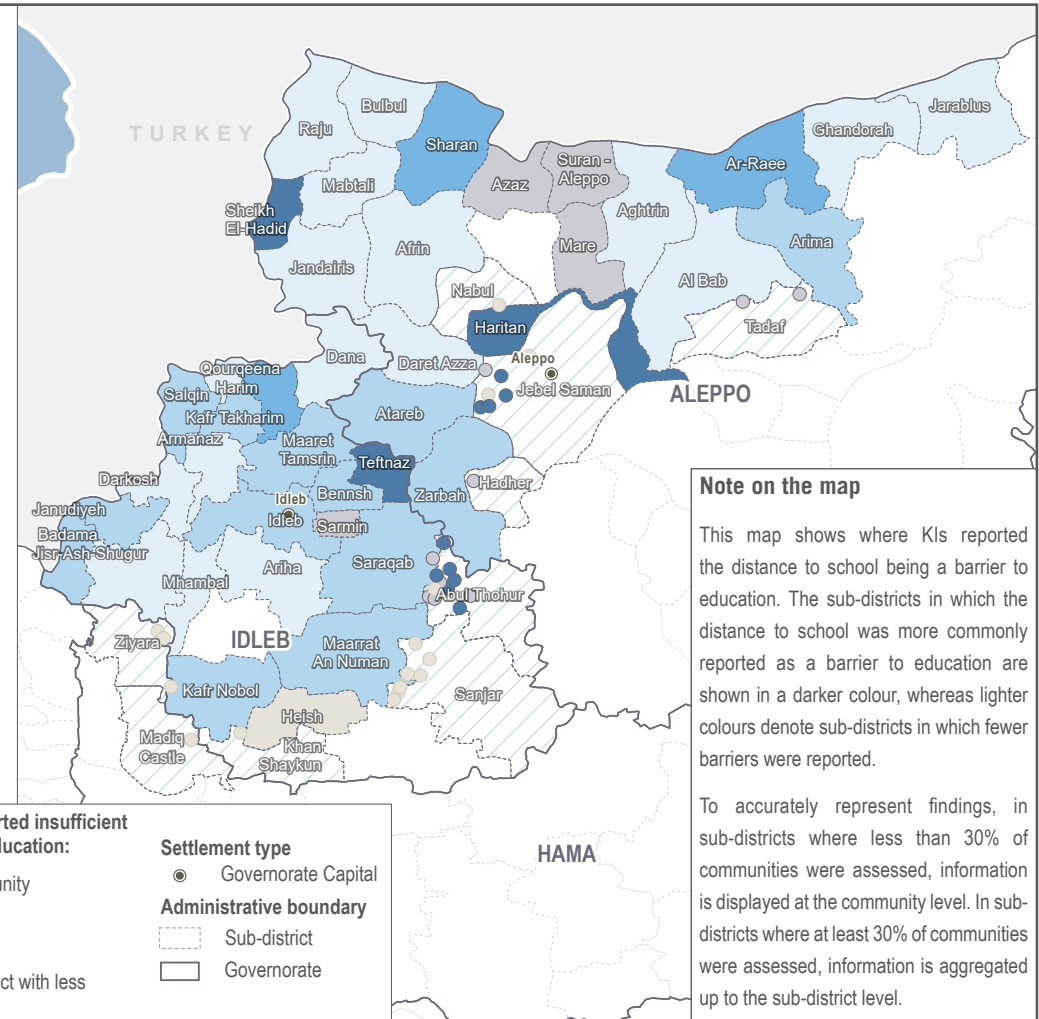 TURKEY
Bulbul
Raju
Sharan
Jarablus
Ghandorah
Ar-Raee
Suran -
Aleppo
Azaz
Mabtali
Sheikh
El-Hadid
Aghtrin
Arima
Mare
Afrin
Jandairis
Al Bab
Nabul
Tadaf
Haritan
Dana
Daret Azza
Aleppo
Jebel Saman
ALEPPO
Qourqeena
Harim
Salqin
Kafr Takharim
Armanaz
Atareb
Maaret
Tamsrin
Teftnaz
Darkosh
Hadher
Bennsh
Zarbah
Idleb
Idleb
Sarmin
Janudiyeh
Badama
Jisr-Ash-Shugur
Mhambal
Ariha
Saraqab
Abul Thohur
Ziyara
IDLEB
Maarrat
An Numan
Kafr Nobol
Sanjar
Heish
Madiq
Castle
Khan
Shaykun
HAMA
Note on the map
This map shows where KIs reported
the distance to school being a barrier to
education. The sub-districts in which the
distance to school was more commonly
reported as a barrier to education are
shown in a darker colour, whereas lighter
colours denote sub-districts in which fewer
barriers were reported.
To accurately represent findings, in
sub-districts where less than 30% of
communities were assessed, information
is displayed at the community level. In sub-
districts where at least 30% of communities
were assessed, information is aggregated
up to the sub-district level.
rted insufficient
ducation:
unity
ct with less
Settlement type
Governorate Capital
Administrative boundary
Sub-district
Governorate